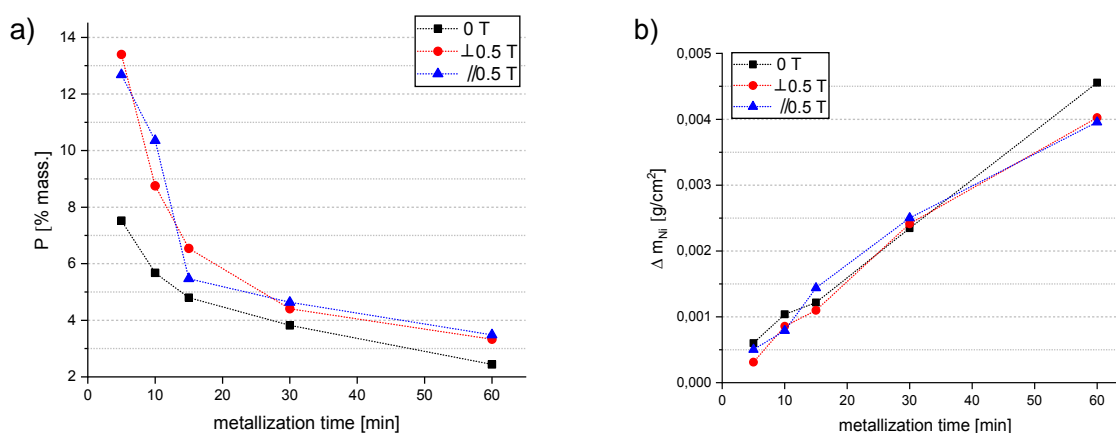 a)
0 T
⊥0.5 T
//0.5 T
14
12
10
8
6
4
2
P [% mass.]
0 10 20 30 40 50 60
metallization time [min]
b)
0 T
⊥0.5 T
//0.5 T
0,005
0,004
0,003
0,002
0,001
0,000
Δ m_Ni [g/cm²]
0 10 20 30 40 50 60
metallization time [min]